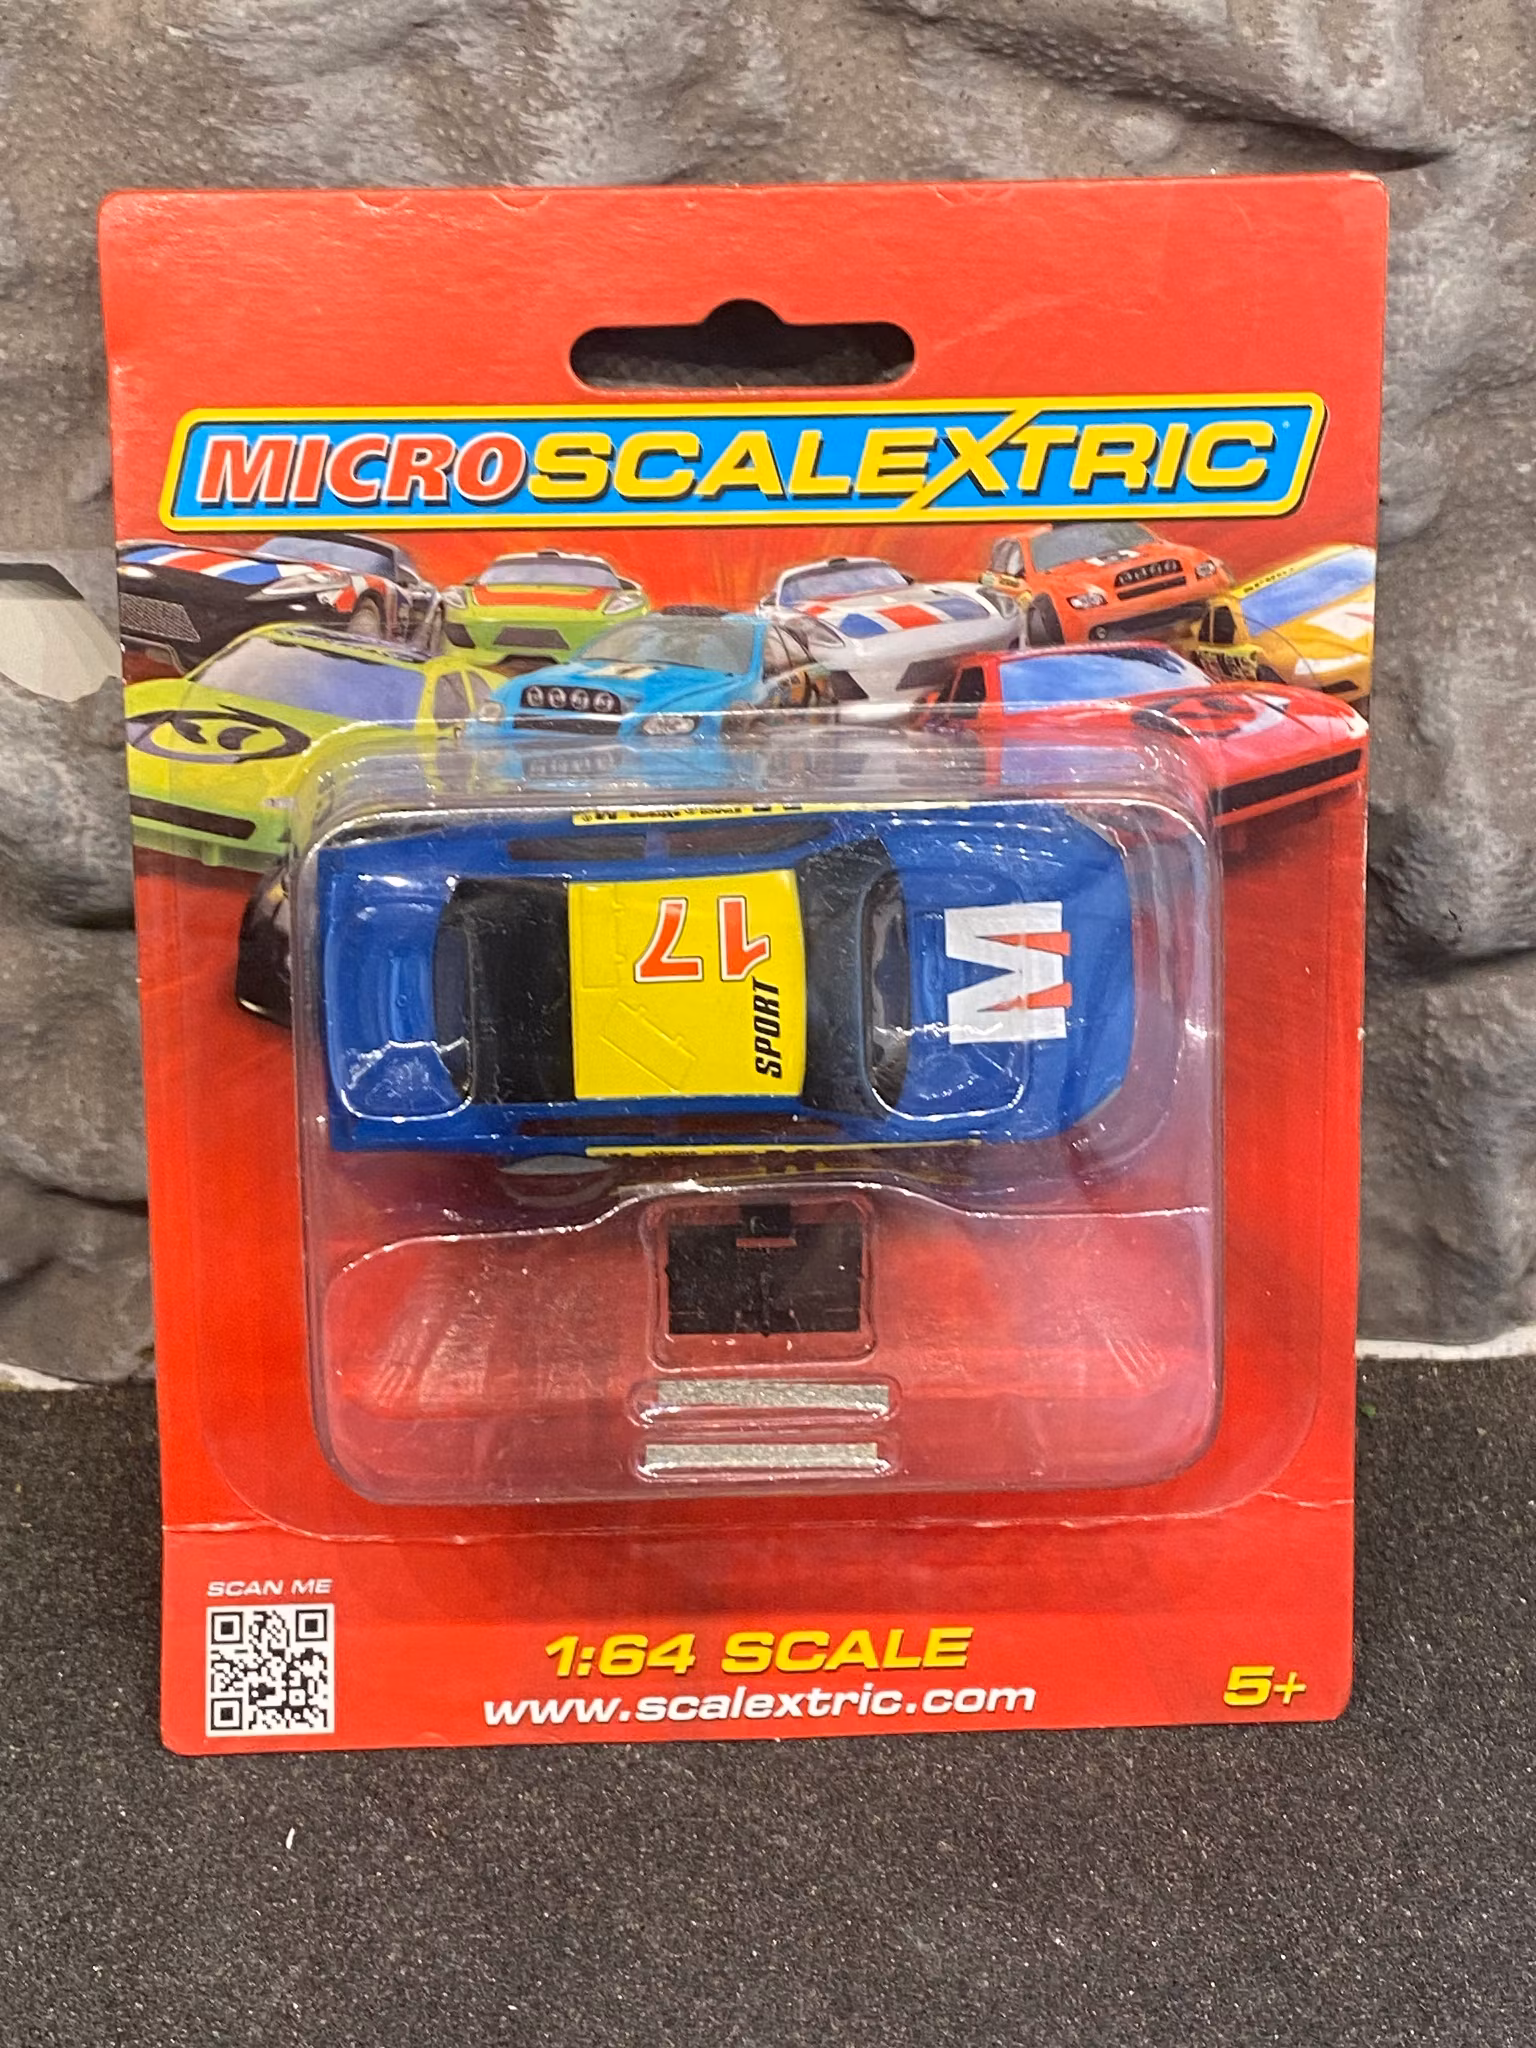 MICROSCALEXTRIC
17
SPORT
M
SCAN ME
1:64 SCALE
www.scalextric.com
5+